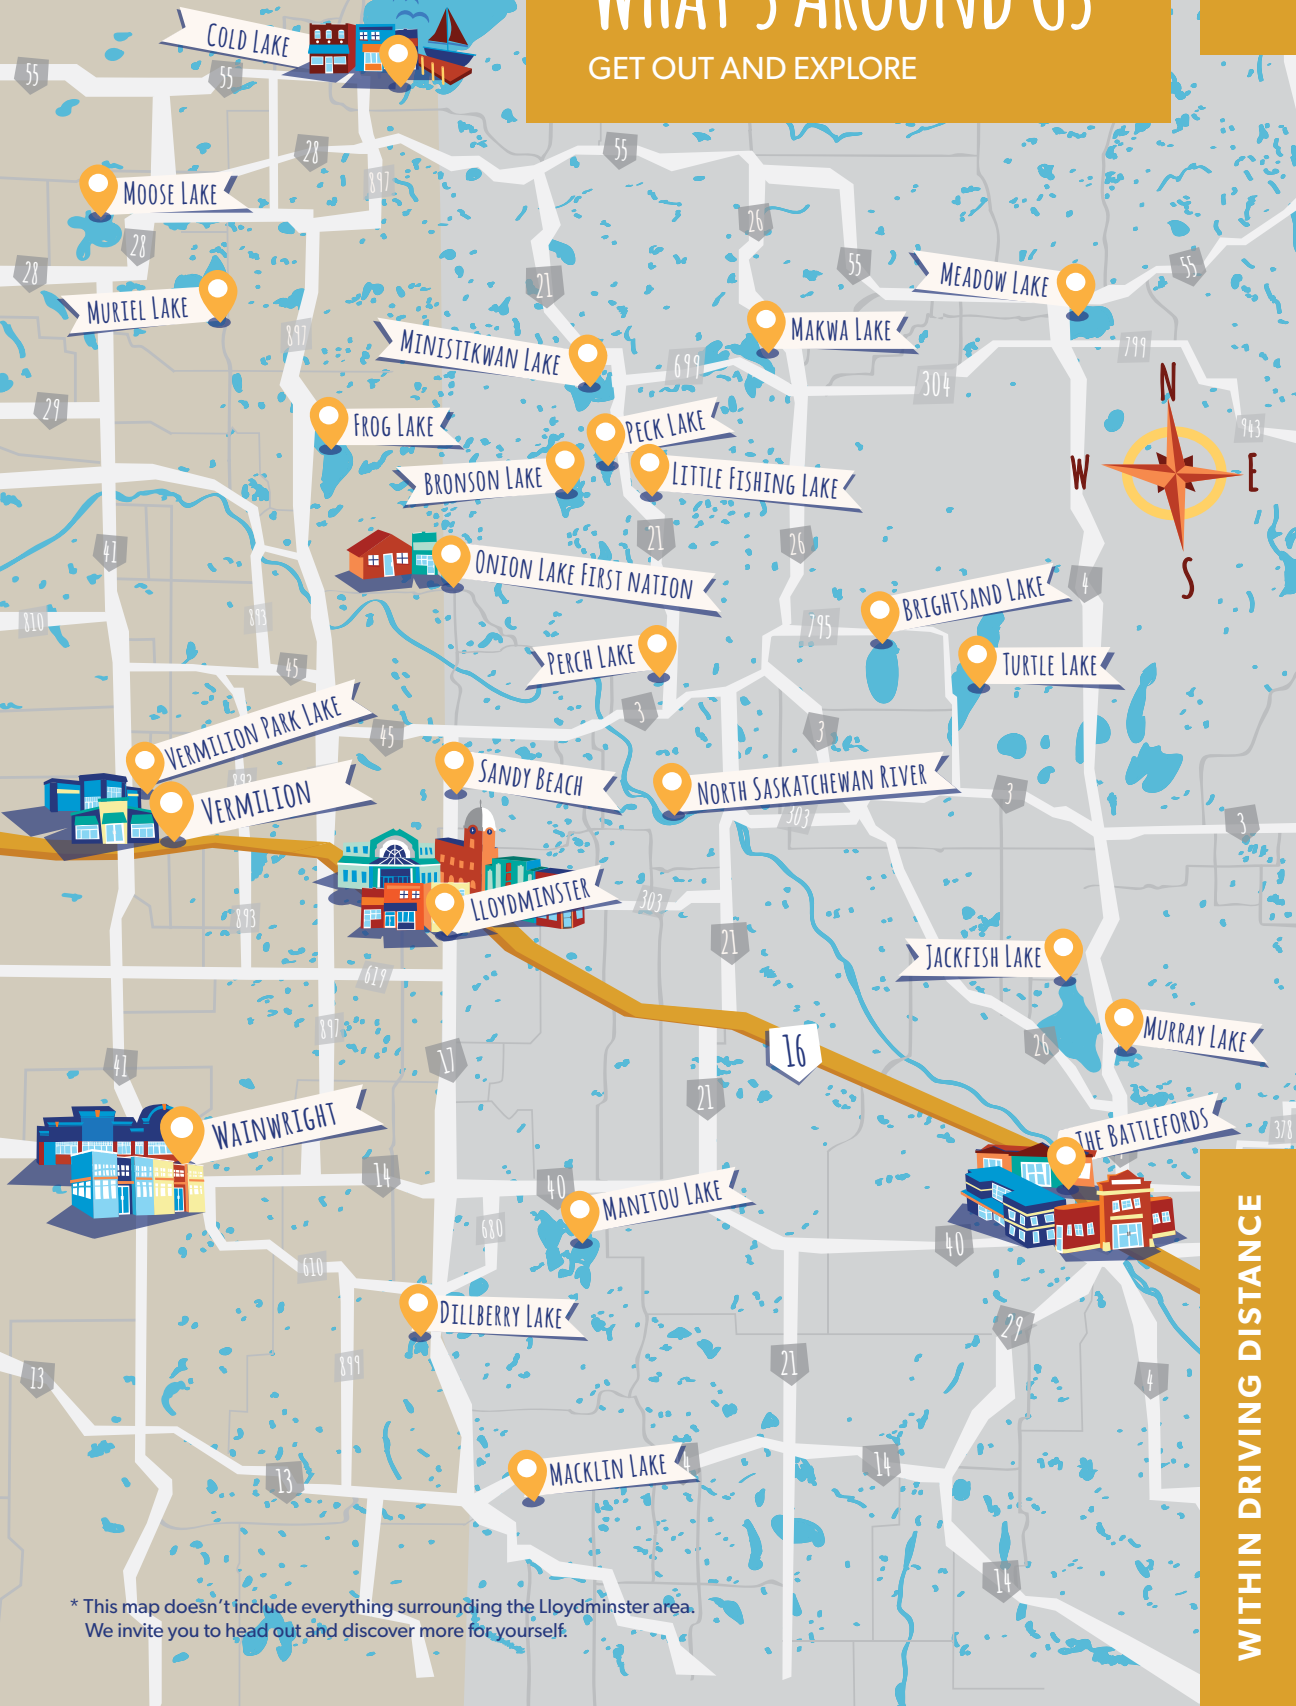 WHAT'S AROUND US
GET OUT AND EXPLORE
COLD LAKE
55
55
28
55
897
MOOSE LAKE
26
28
28
55
55
MEADOW LAKE
21
MURIEL LAKE
897
MINISTIKWAN LAKE
MAKWA LAKE
699
799
304
N
29
FROG LAKE
PECK LAKE
943
W
E
BRONSON LAKE
LITTLE FISHING LAKE
41
21
26
S
ONION LAKE FIRST NATION
4
BRIGHTSAND LAKE
810
893
795
PERCH LAKE
45
TURTLE LAKE
3
3
VERMILION PARK LAKE
45
893
SANDY BEACH
NORTH SASKATCHEWAN RIVER
3
VERMILION
303
3
LLOYDMINSTER
303
893
21
JACKFISH LAKE
619
897
MURRAY LAKE
26
16
41
17
21
WAINWRIGHT
THE BATTLEFORDS
378
14
40
MANITOU LAKE
680
40
610
DILLBERRY LAKE
29
899
21
13
4
MACKLIN LAKE
14
13
14
* This map doesn't include everything surrounding the Lloydminster area.
We invite you to head out and discover more for yourself.
WITHIN DRIVING DISTANCE